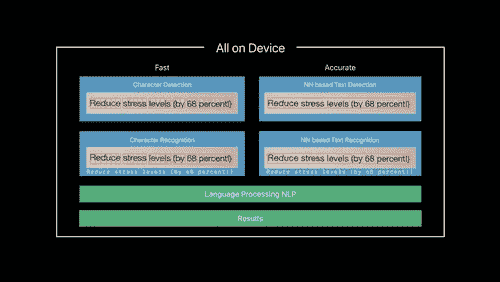 All on Device
Fast
Accurate
Character Detection
NN based Text Detection
Reduce stress levels (by 68 percent!)
Reduce stress levels (by 68 percent!)
Character Recognition
NN based Text Recognition
Reduce stress levels (by 68 percent!)
Reduce stress levels (by 68 percent!)
Reduce stress levels (by 68 percent!)
Reduce stress levels (by 68 percent!)
Language Processing NLP
Results